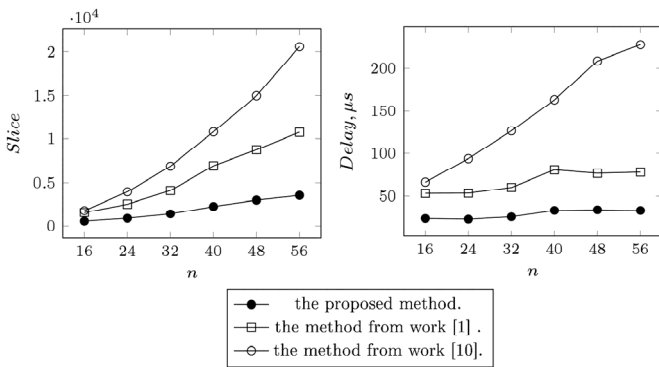 ·10⁴
2
1.5
1
0.5
0
Slice
16 24 32 40 48 56
n
200
150
100
50
Delay, μs
16 24 32 40 48 56
n
the proposed method.
the method from work [1] .
the method from work [10].